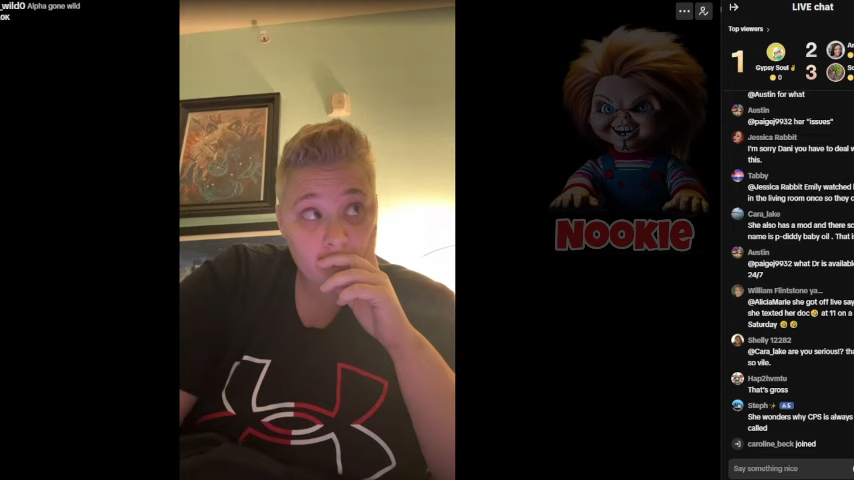 _wild0 Alpha gone wild
0K
LIVE chat
Top viewers >
1
Gypsy Soul
0
2
3
@Austin for what
Austin
@paigej9932 her "issues"
Jessica Rabbit
I'm sorry Dani you have to deal w
this.
Tabby
@Jessica Rabbit Emily watched
in the living room once so they c
Cara_lake
She also has a mod and there sc
name is p-diddy baby oil . That is
Austin
@paigej9932 what Dr is available
24/7
William Flintstone ya...
@AliciaMarie she got off live say
she texted her doc🤣 at 11 on a
Saturday 🤣 🤣
Shelly 12282
@Cara_lake are you serious!? tha
so vile.
Hap2hvmtu
That's gross
Steph✨ 5
She wonders why CPS is always
called
caroline_beck joined
Say something nice
NOOKIE